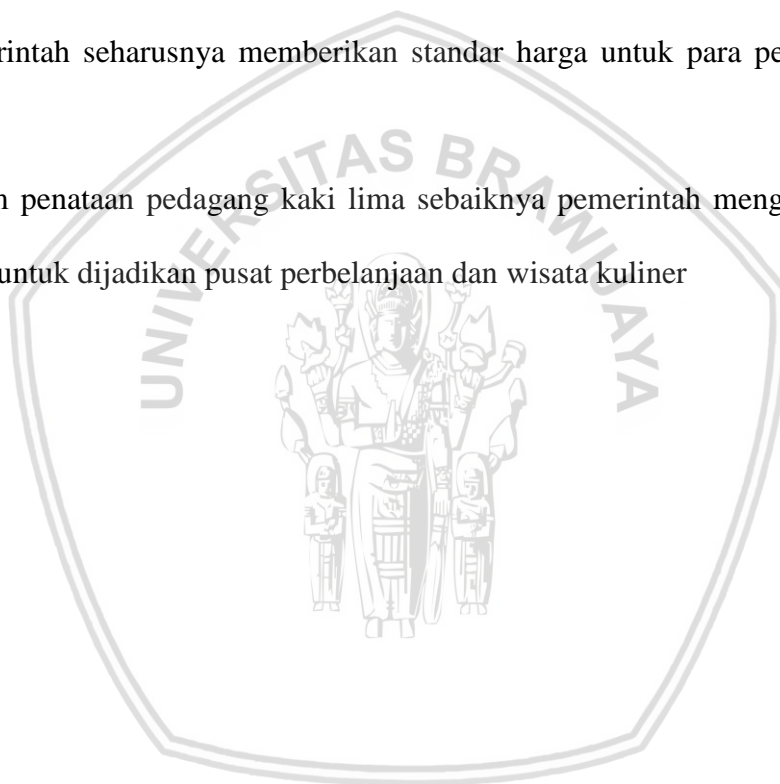 rintah seharusnya memberikan standar harga untuk para pe
n penataan pedagang kaki lima sebaiknya pemerintah meng
untuk dijadikan pusat perbelanjaan dan wisata kuliner
UNIVERSITAS BRAWIJAYA